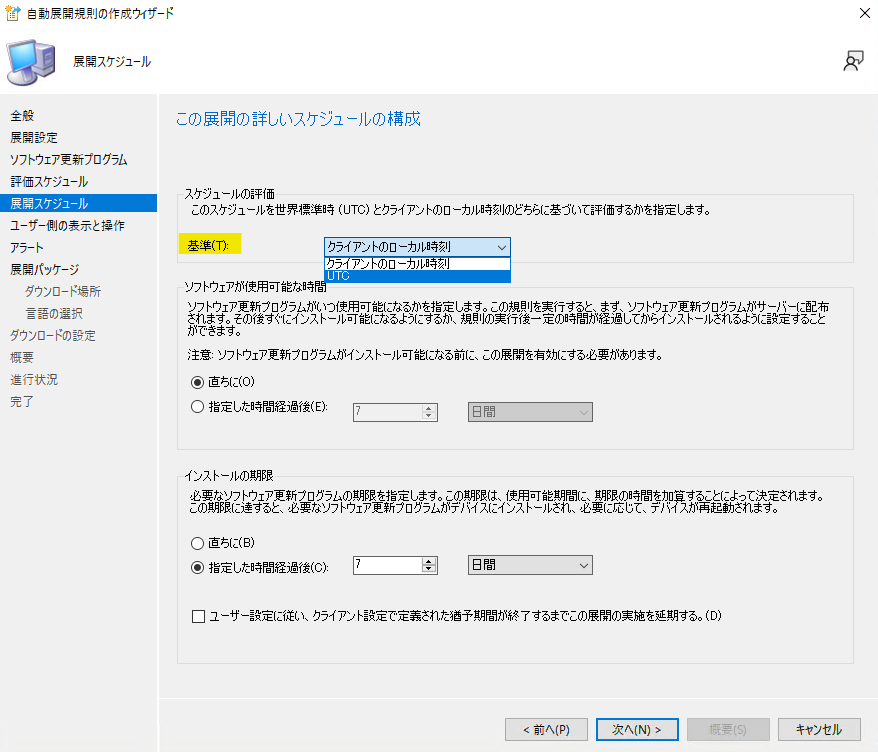 自動展開規則の作成ウィザード
展開スケジュール
全般
展開設定
ソフトウェア更新プログラム
評価スケジュール
展開スケジュール
ユーザー側の表示と操作
アラート
展開パッケージ
ダウンロード場所
言語の選択
ダウンロードの設定
概要
進行状況
完了
この展開の詳しいスケジュールの構成
スケジュールの評価
このスケジュールを世界標準時 (UTC) とクライアントのローカル時刻のどちらに基づいて評価するかを指定します。
基準(T):
クライアントのローカル時刻
クライアントのローカル時刻
UTC
ソフトウェアが使用可能な時間
ソフトウェア更新プログラムがいつ使用可能になるかを指定します。この規則を実行すると、まず、ソフトウェア更新プログラムがサーバーに配布
されます。その後すぐにインストール可能になるようにするか、規則の実行後一定の時間が経過してからインストールされるように設定すること
ができます。
注意: ソフトウェア更新プログラムがインストール可能になる前に、この展開を有効にする必要があります。
直ちに(O)
指定した時間経過後(E):
7
日間
インストールの期限
必要なソフトウェア更新プログラムの期限を指定します。この期限は、使用可能期間に、期限の時間を加算することによって決定されます。
この期限に達すると、必要なソフトウェア更新プログラムがデバイスにインストールされ、必要に応じて、デバイスが再起動されます。
直ちに(B)
指定した時間経過後(C):
7
日間
ユーザー設定に従い、クライアント設定で定義された猶予期間が終了するまでこの展開の実施を延期する。(D)
< 前へ(P)
次へ(N) >
概要(S)
キャンセル